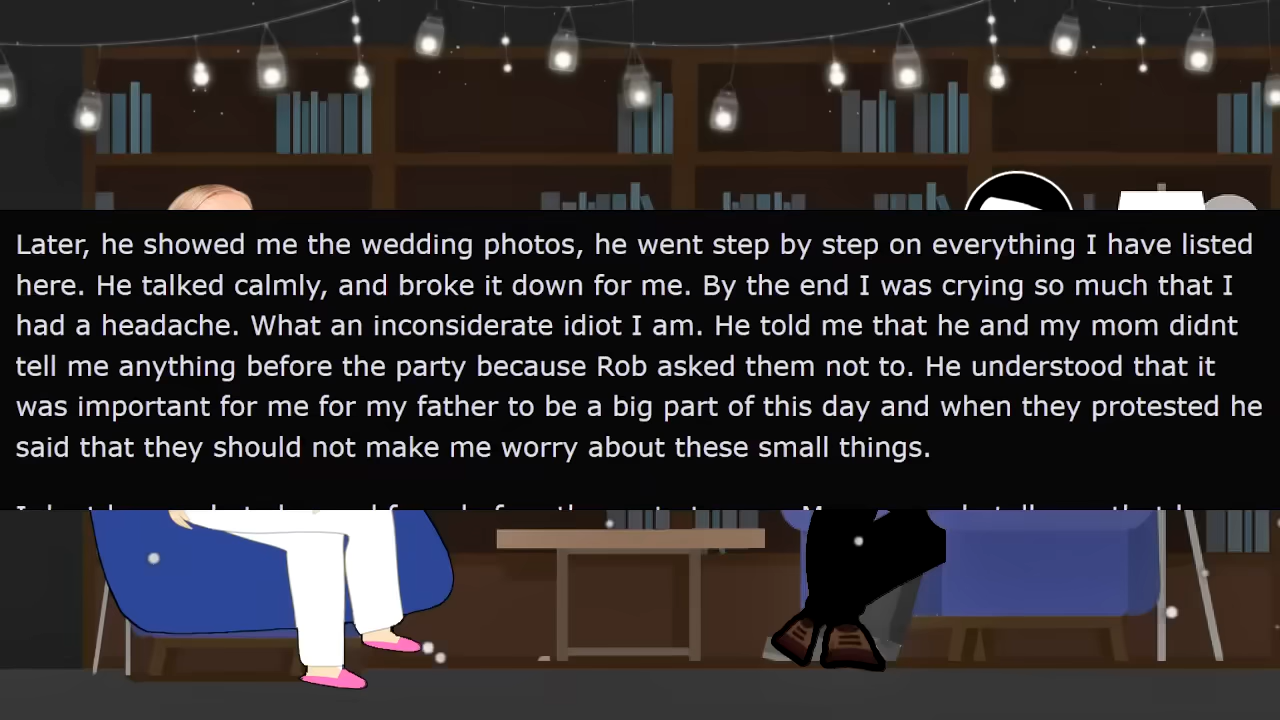 Later, he showed me the wedding photos, he went step by step on everything I have listed
here. He talked calmly, and broke it down for me. By the end I was crying so much that I
had a headache. What an inconsiderate idiot I am. He told me that he and my mom didnt
tell me anything before the party because Rob asked them not to. He understood that it
was important for me for my father to be a big part of this day and when they protested he
said that they should not make me worry about these small things.